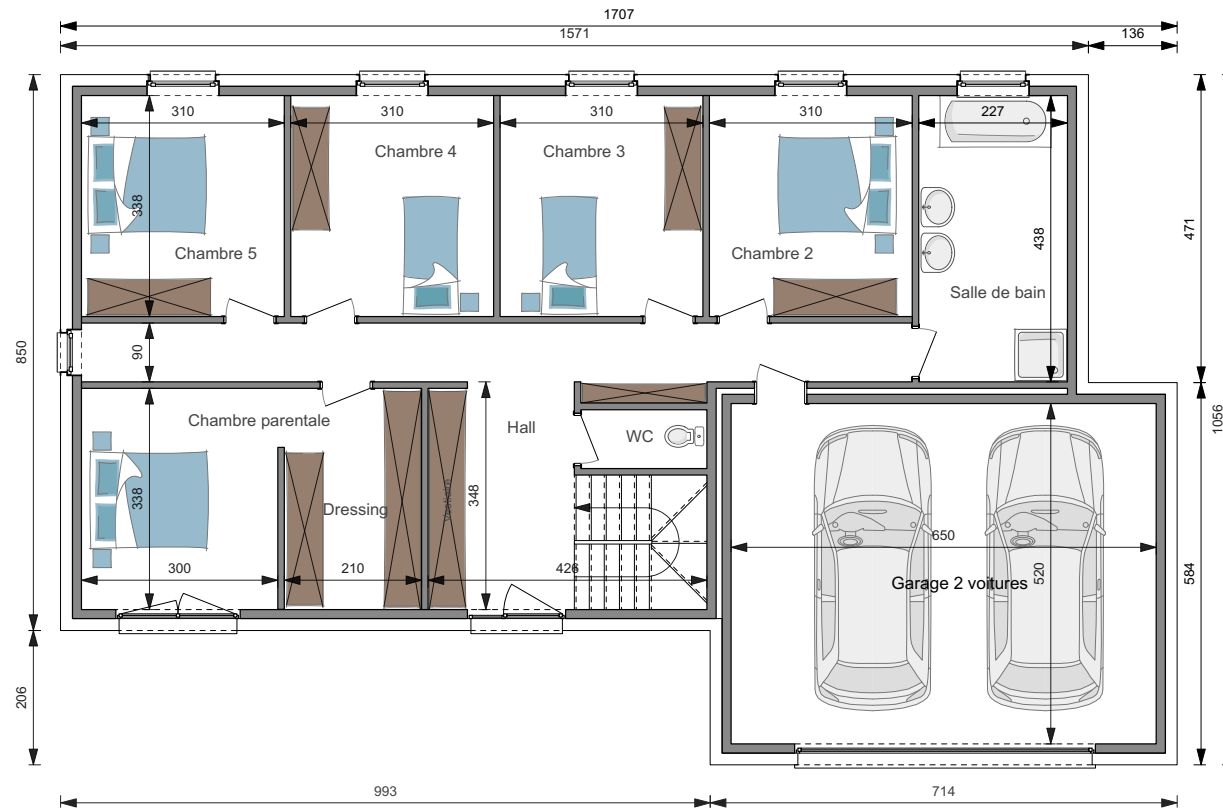 1707
1571
136
310
310
310
310
227
Chambre 4
Chambre 3
338
438
471
Chambre 5
Chambre 2
Salle de bain
850
90
Chambre parentale
Hall
WC
1056
338
Dressing
Vestiaire
348
650
520
300
210
426
Garage 2 voitures
584
206
993
714